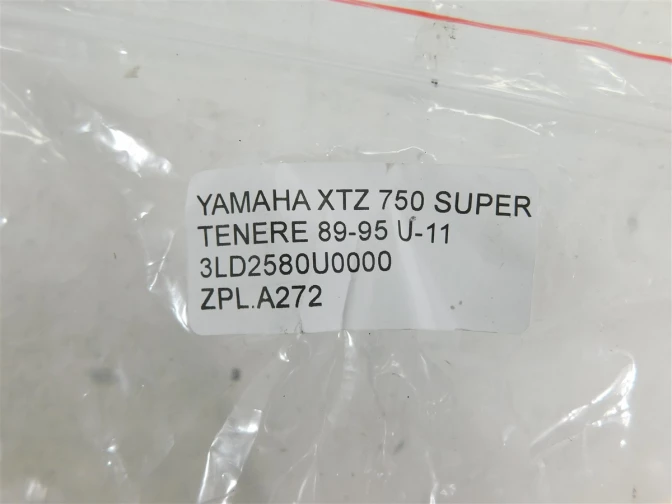 YAMAHA XTZ 750 SUPER
TENERE 89-95 U-11
3LD2580U0000
ZPL.A272